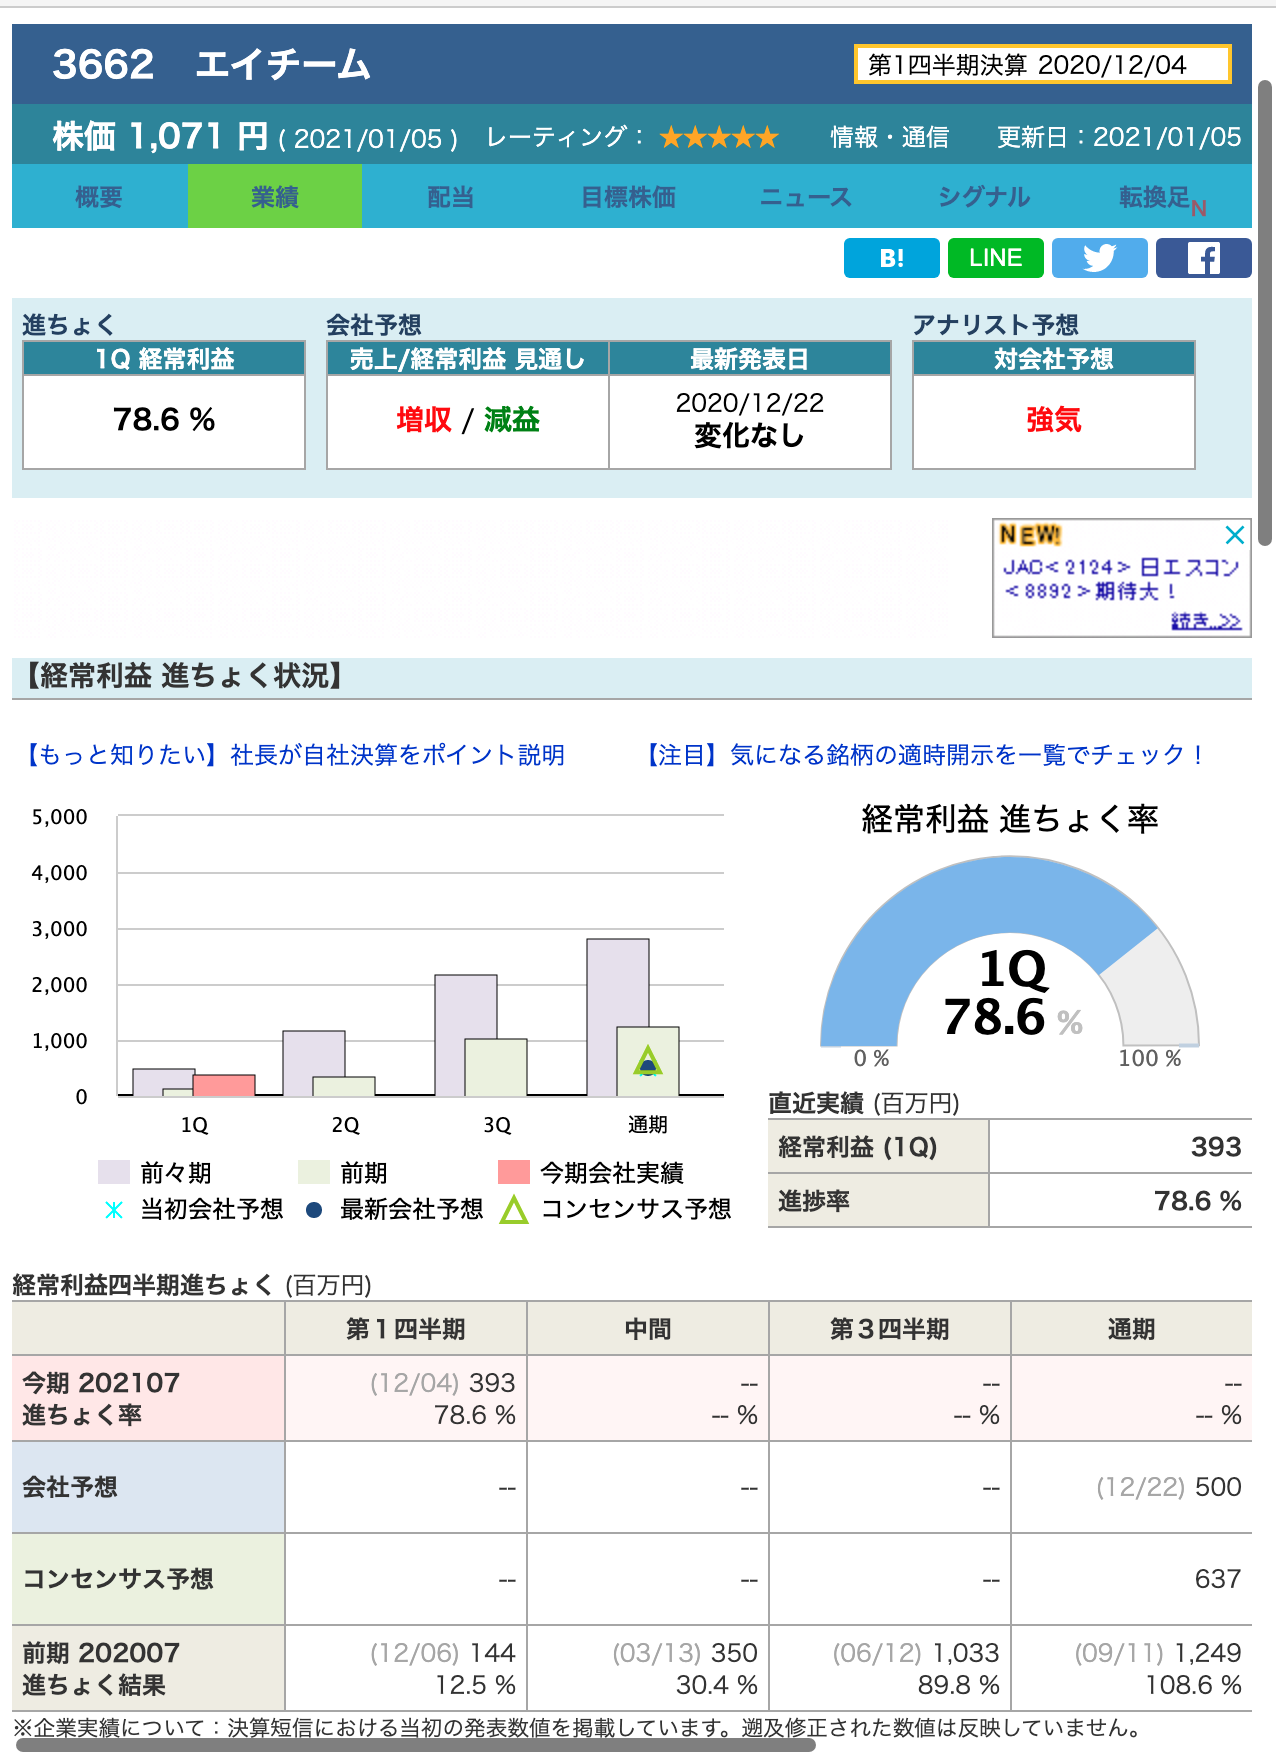 3662 エイチーム
第1四半期決算 2020/12/04
株価 1,071 円 ( 2021/01/05 ) レーティング： ★★★★★ 情報・通信 更新日：2021/01/05
概要 業績 配当 目標株価 ニュース シグナル 転換足N
B! LINE
進ちょく 会社予想 アナリスト予想
1Q 経常利益 売上/経常利益 見通し 最新発表日 対会社予想
78.6 % 増収 / 減益 2020/12/22 強気
変化なし
NEW!
JAC<2124> 日エスコン
<8892>期待大！
続き..>>
【経常利益 進ちょく状況】
【もっと知りたい】社長が自社決算をポイント説明 【注目】気になる銘柄の適時開示を一覧でチェック！
5,000
4,000
3,000
2,000
1,000
0
1Q 2Q 3Q 通期
前々期 前期 今期会社実績
当初会社予想 最新会社予想 コンセンサス予想
経常利益 進ちょく率
1Q
78.6 %
0 % 100 %
直近実績 (百万円)
経常利益 (1Q) 393
進捗率 78.6 %
経常利益四半期進ちょく (百万円)
第１四半期 中間 第３四半期 通期
今期 202107 (12/04) 393 -- -- --
進ちょく率 78.6 % -- % -- % -- %
会社予想 -- -- -- (12/22) 500
コンセンサス予想 -- -- -- 637
前期 202007 (12/06) 144 (03/13) 350 (06/12) 1,033 (09/11) 1,249
進ちょく結果 12.5 % 30.4 % 89.8 % 108.6 %
※企業実績について：決算短信における当初の発表数値を掲載しています。遡及修正された数値は反映していません。